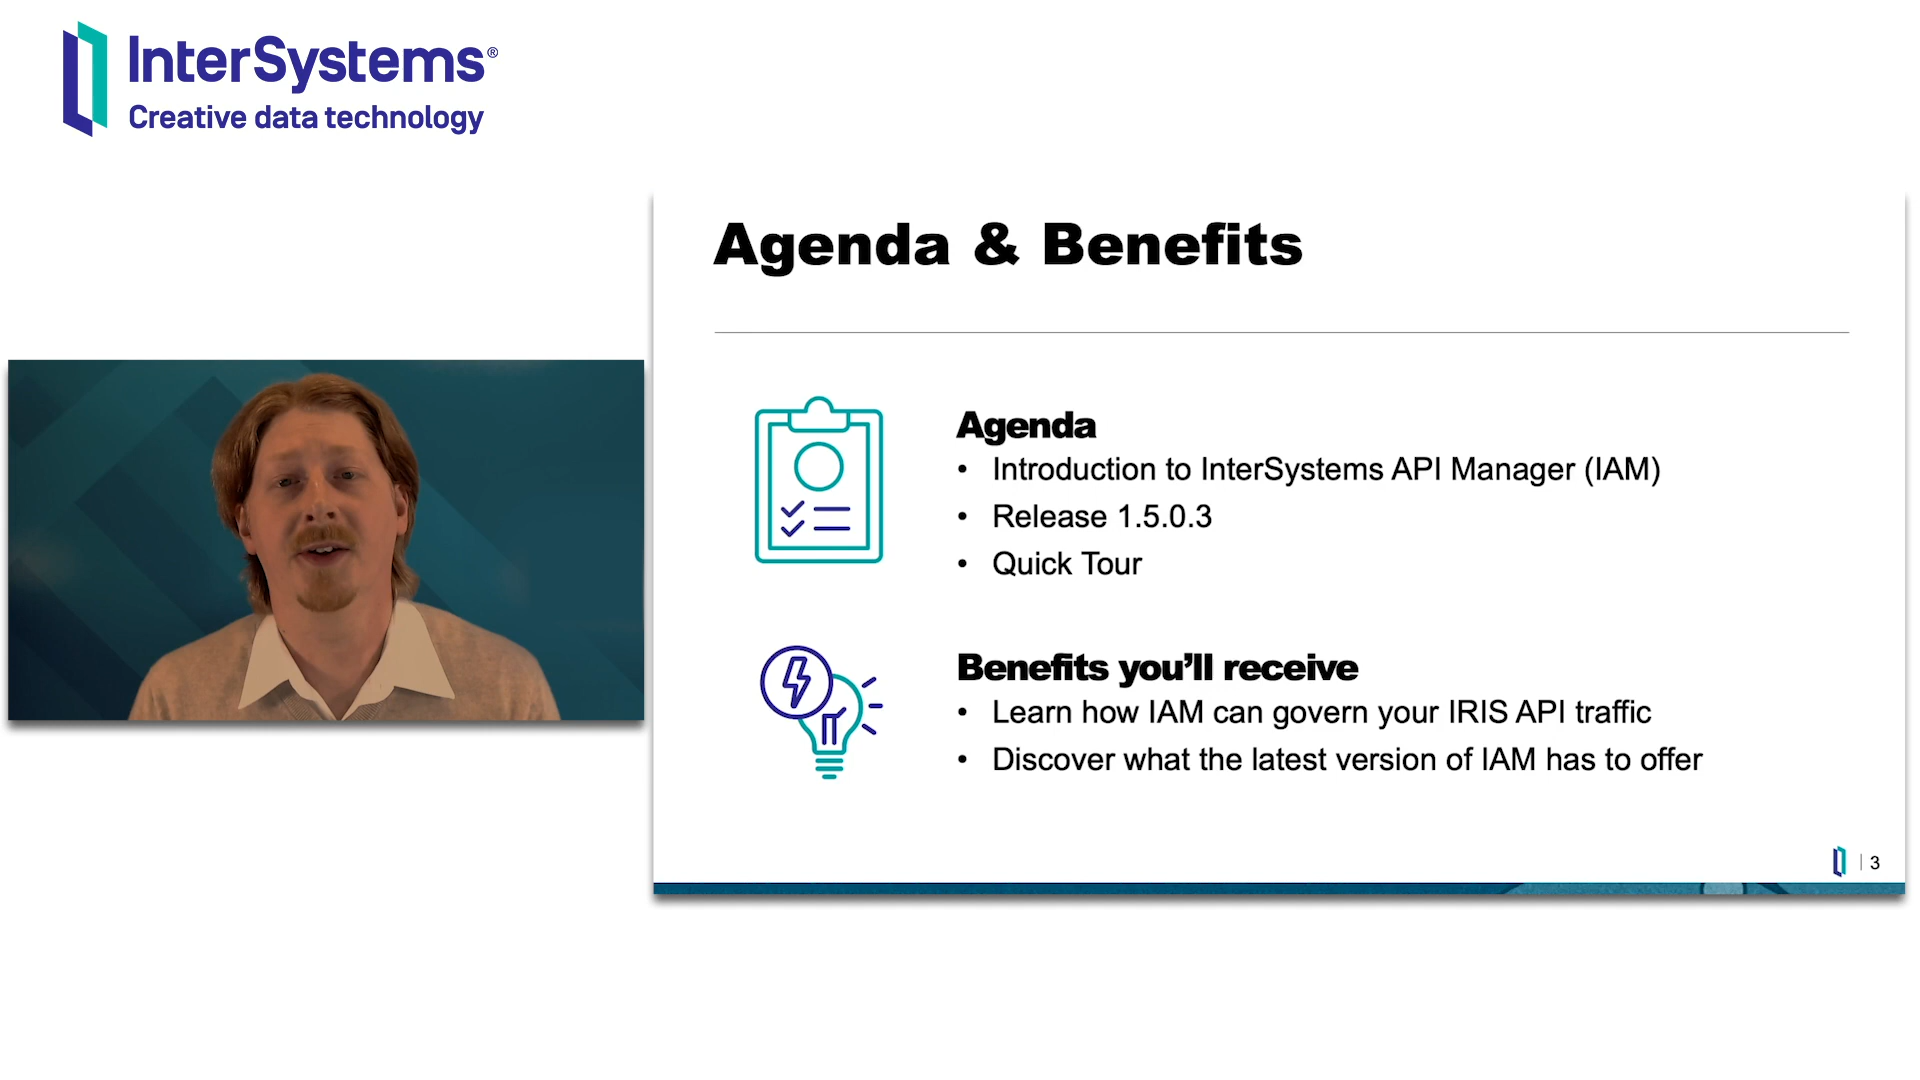 InterSystems®
Creative data technology
Agenda & Benefits
Agenda
• Introduction to InterSystems API Manager (IAM)
• Release 1.5.0.3
• Quick Tour
Benefits you’ll receive
• Learn how IAM can govern your IRIS API traffic
• Discover what the latest version of IAM has to offer
3